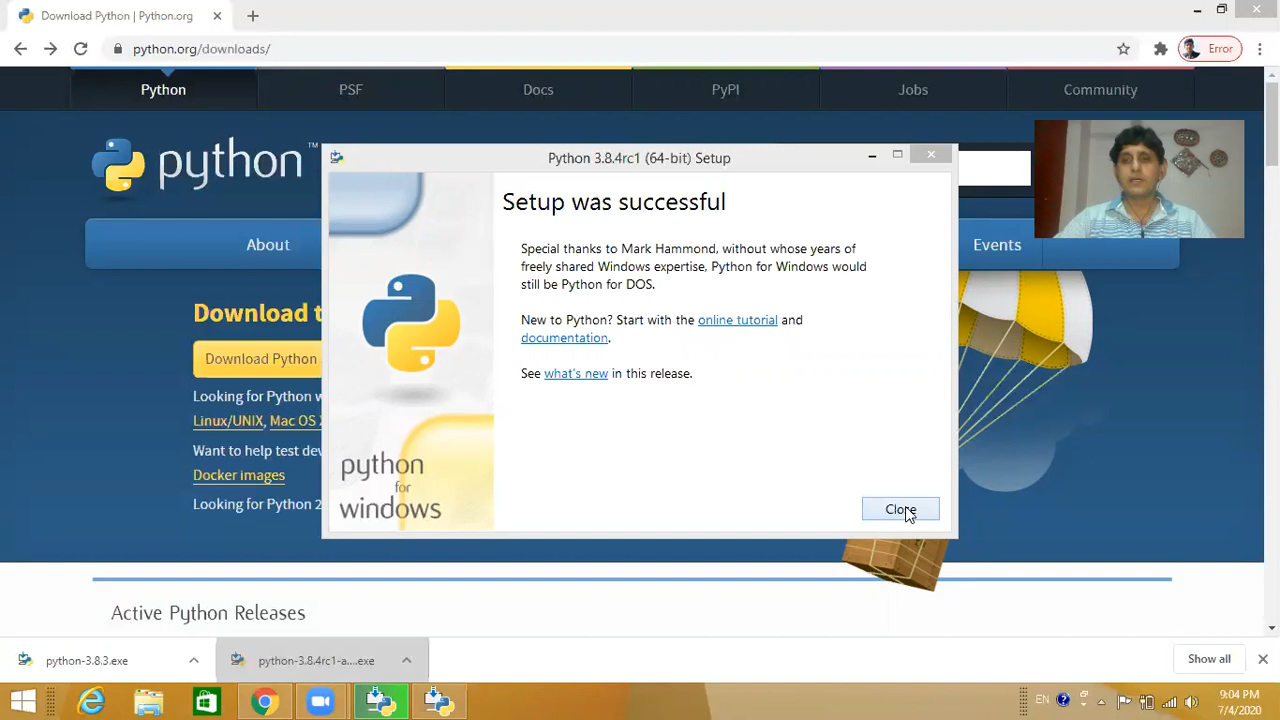 Download Python | Python.org
python.org/downloads/
Error
Python
PSF
Docs
PyPI
Jobs
Community
python™
About
Events
Python 3.8.4rc1 (64-bit) Setup
Setup was successful
Special thanks to Mark Hammond, without whose years of
freely shared Windows expertise, Python for Windows would
still be Python for DOS.
New to Python? Start with the online tutorial and
documentation.
See what's new in this release.
python
for
windows
Close
Download
Download Python
Looking for Python
Linux/UNIX, Mac OS
Want to help test
Docker images
Looking for Python 2
Active Python Releases
python-3.8.3.exe
python-3.8.4rc1-a....exe
Show all
EN
9:04 PM
7/4/2020